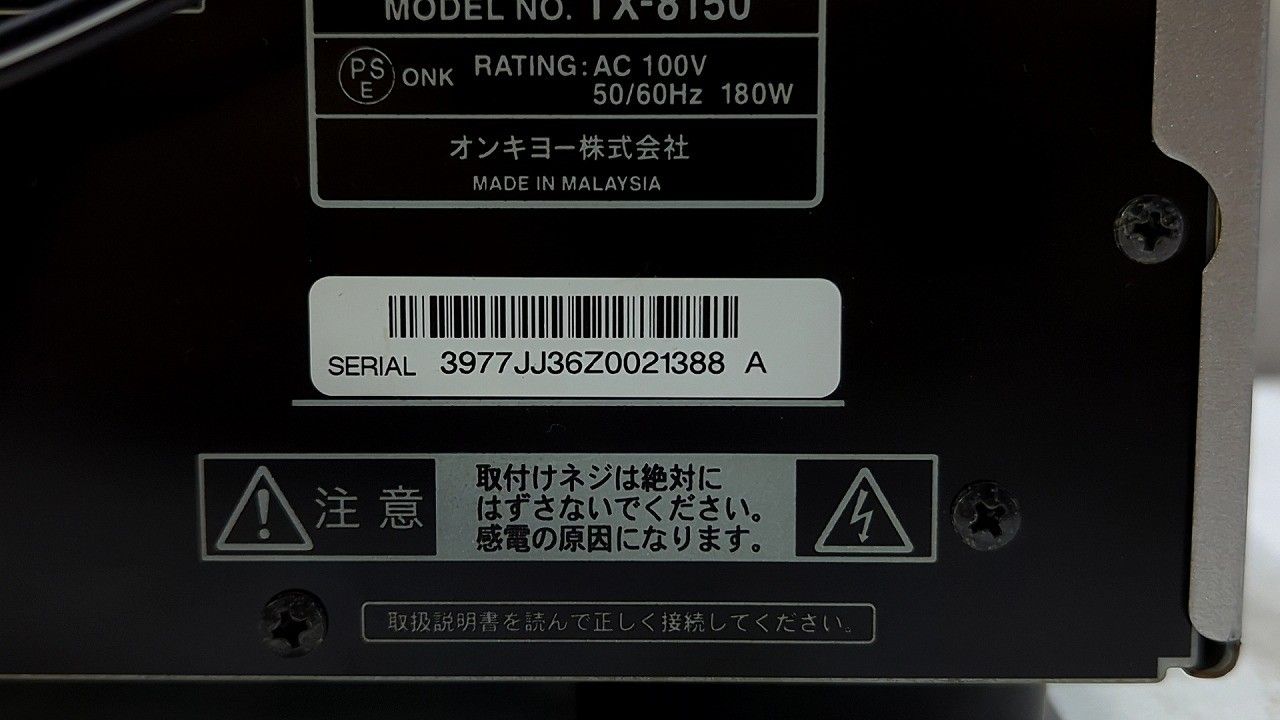 MODEL NO. TX-8150
PSE ONK RATING: AC 100V
50/60Hz 180W
オンキヨー株式会社
MADE IN MALAYSIA
SERIAL 3977JJ36Z0021388 A
注意
取付けネジは絶対に
はずさないでください。
感電の原因になります。
取扱説明書を読んで正しく接続してください。